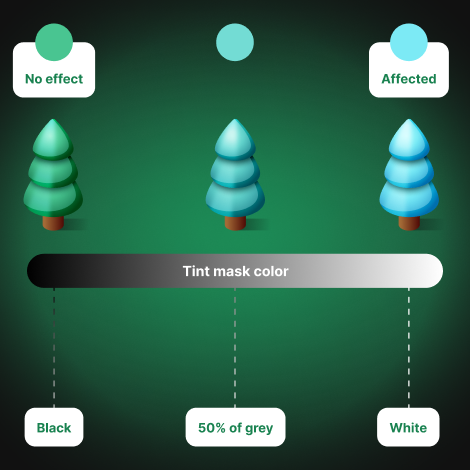 No effect
Affected
Tint mask color
Black
50% of grey
White